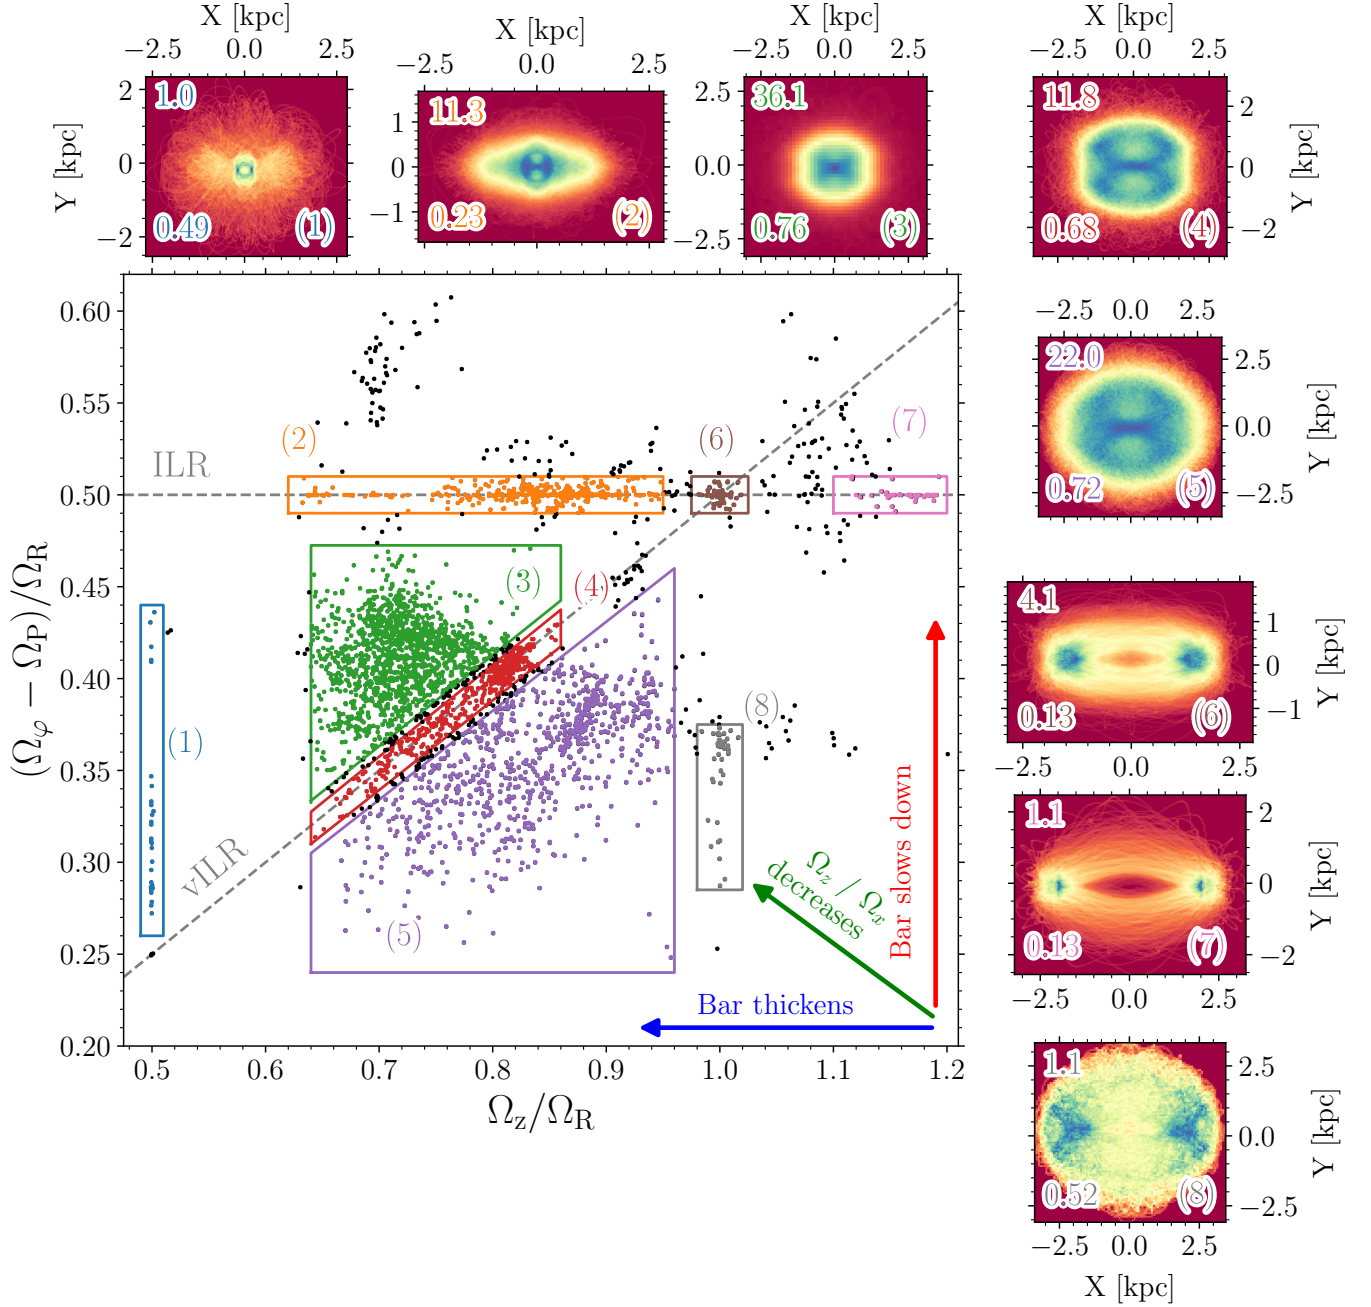 X [kpc]
−2.5 0.0 2.5
X [kpc]
−2.5 0.0 2.5
X [kpc]
−2.5 0.0 2.5
X [kpc]
−2.5 0.0 2.5
Y [kpc]
2
0
−2
1.0
0.49
(1)
1
0
−1
11.3
0.23
(2)
2.5
0.0
−2.5
36.1
0.76
(3)
11.8
0.68
(4)
2
0
−2
Y [kpc]
−2.5 0.0 2.5
22.0
0.72
(5)
2.5
0.0
−2.5
Y [kpc]
4.1
0.13
(6)
1
0
−1
Y [kpc]
−2.5 0.0 2.5
1.1
0.13
(7)
2
0
−2
Y [kpc]
−2.5 0.0 2.5
1.1
0.52
(8)
2.5
0.0
−2.5
Y [kpc]
−2.5 0.0 2.5
X [kpc]
(Ω_φ − Ω_P)/Ω_R
0.60
0.55
0.50
0.45
0.40
0.35
0.30
0.25
0.20
ILR
vILR
(1)
(2)
(3)
(4)
(5)
(6)
(7)
(8)
Ω_z / Ω_x
decreases
Bar slows down
Bar thickens
0.5 0.6 0.7 0.8 0.9 1.0 1.1 1.2
Ω_z/Ω_R